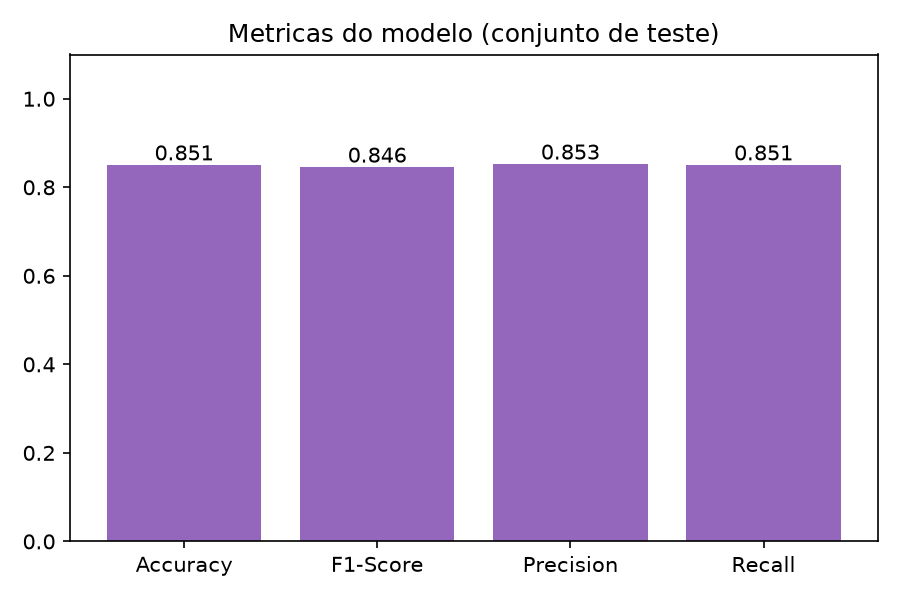 Metricas do modelo (conjunto de teste)
1.0
0.8
0.6
0.4
0.2
0.0
0.851
0.846
0.853
0.851
Accuracy
F1-Score
Precision
Recall